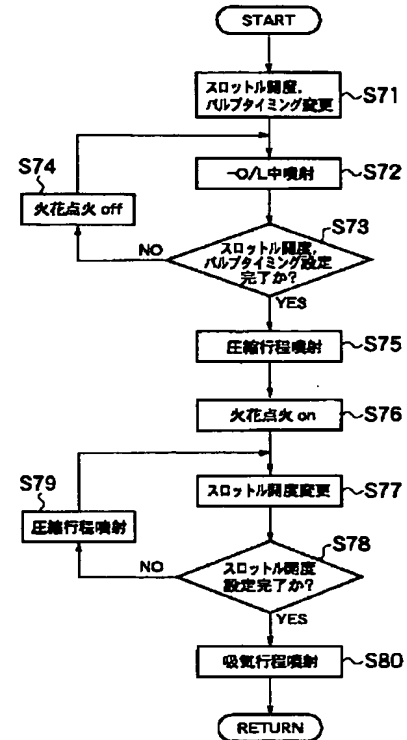 START
スロットル開度,
バルブタイミング変更
S71
S74
-O/L中噴射
S72
火花点火 off
S73
NO
スロットル開度,
バルブタイミング設定
完了か?
YES
圧縮行程噴射
S75
火花点火 on
S76
S79
スロットル開度変更
S77
圧縮行程噴射
S78
NO
スロットル開度
設定完了か?
YES
吸気行程噴射
S80
RETURN